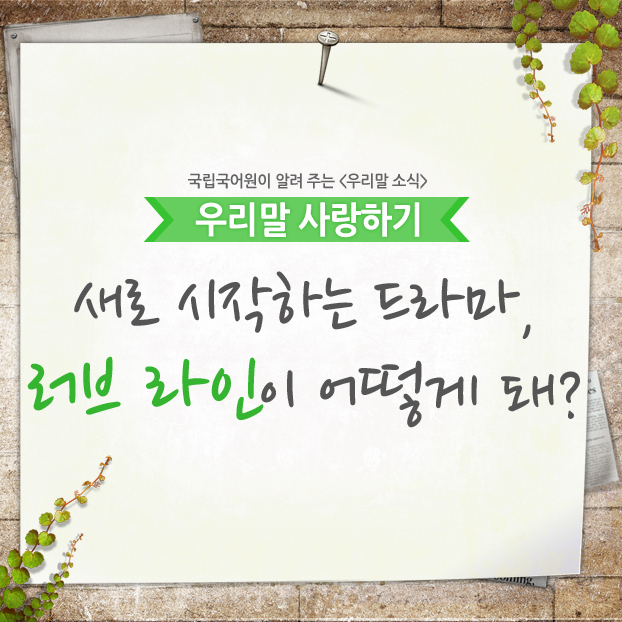 국립국어원이 알려 주는 <우리말 소식>
우리말 사랑하기
새로 시작하는 드라마,
러브 라인이 어떻게 돼?